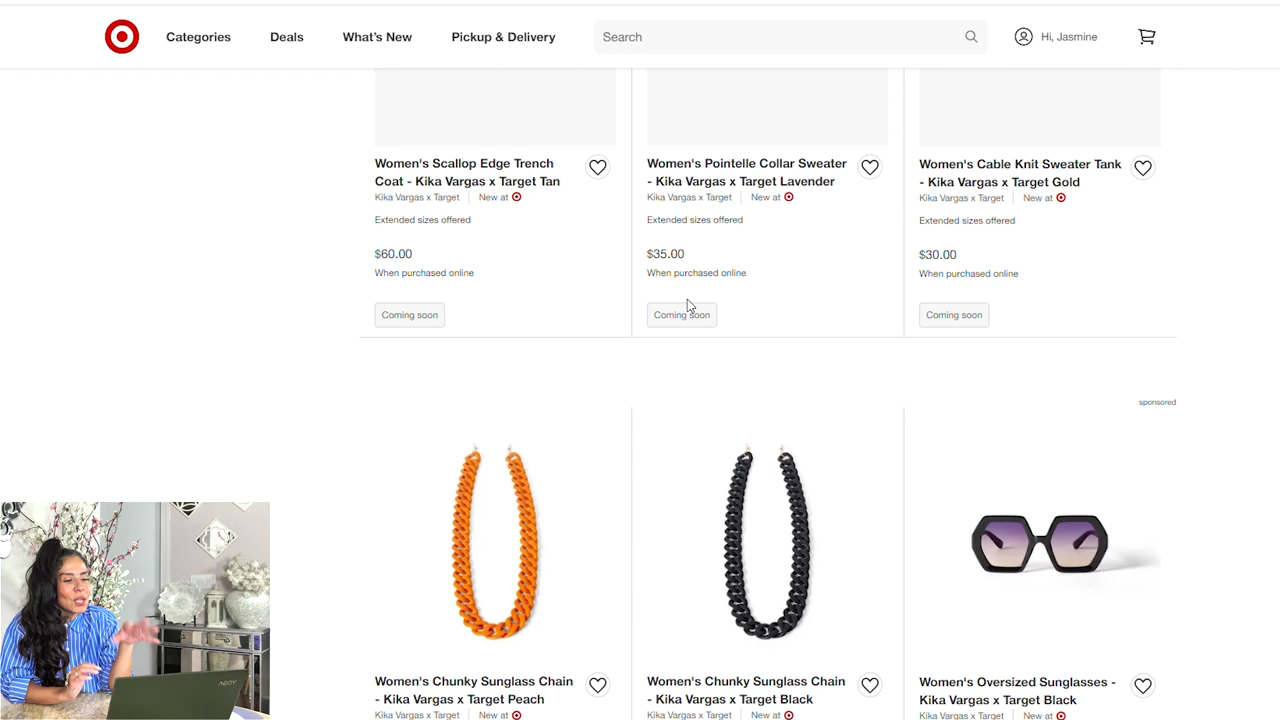 Categories
Deals
What's New
Pickup & Delivery
Search
Hi, Jasmine
Women's Scallop Edge Trench
Coat - Kika Vargas x Target Tan
Kika Vargas x Target
New at
Extended sizes offered
$60.00
When purchased online
Coming soon
Women's Pointelle Collar Sweater
- Kika Vargas x Target Lavender
Kika Vargas x Target
New at
Extended sizes offered
$35.00
When purchased online
Coming soon
Women's Cable Knit Sweater Tank
- Kika Vargas x Target Gold
Kika Vargas x Target
New at
Extended sizes offered
$30.00
When purchased online
Coming soon
sponsored
Women's Chunky Sunglass Chain
- Kika Vargas x Target Peach
Kika Vargas x Target
New at
Women's Chunky Sunglass Chain
- Kika Vargas x Target Black
Kika Vargas x Target
New at
Women's Oversized Sunglasses -
Kika Vargas x Target Black
Kika Vargas x Target
New at